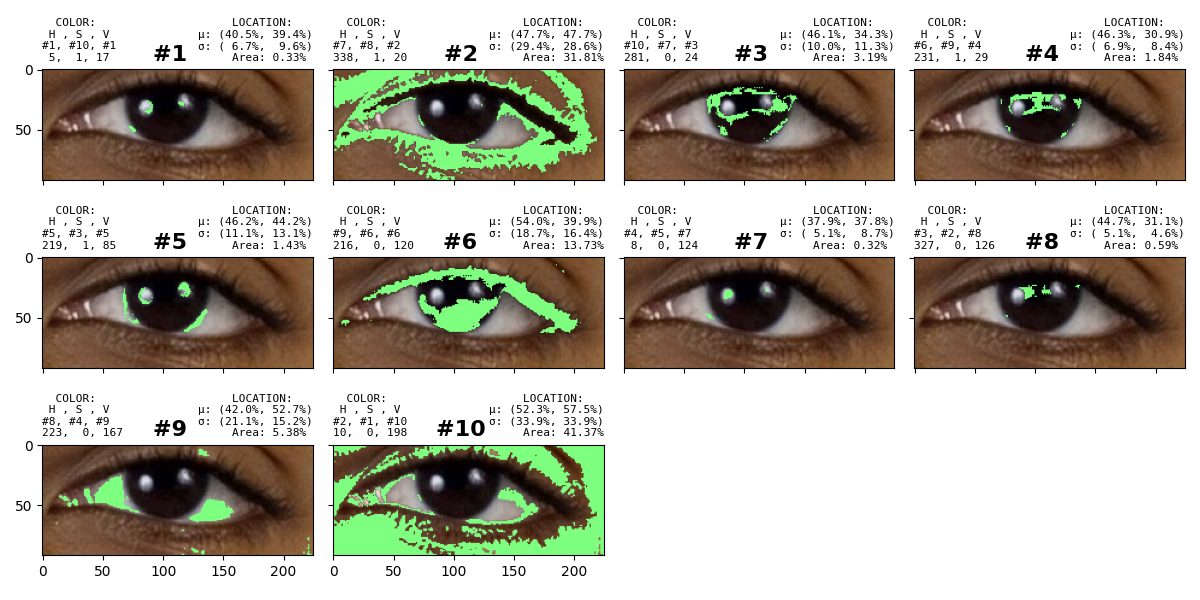 COLOR: LOCATION:
H , S , V μ: (40.5%, 39.4%)
#1, #10, #1 #1 σ: ( 6.7%, 9.6%)
5, 1, 17 Area: 0.33%
COLOR: LOCATION:
H , S , V μ: (47.7%, 47.7%)
#7, #8, #2 #2 σ: (29.4%, 28.6%)
338, 1, 20 Area: 31.81%
COLOR: LOCATION:
H , S , V μ: (46.1%, 34.3%)
#10, #7, #3 #3 σ: (10.0%, 11.3%)
281, 0, 24 Area: 3.19%
COLOR: LOCATION:
H , S , V μ: (46.3%, 30.9%)
#6, #9, #4 #4 σ: ( 6.9%, 8.4%)
231, 1, 29 Area: 1.84%
0
50
COLOR: LOCATION:
H , S , V μ: (46.2%, 44.2%)
#5, #3, #5 #5 σ: (11.1%, 13.1%)
219, 1, 85 Area: 1.43%
COLOR: LOCATION:
H , S , V μ: (54.0%, 39.9%)
#9, #6, #6 #6 σ: (18.7%, 16.4%)
216, 0, 120 Area: 13.73%
COLOR: LOCATION:
H , S , V μ: (37.9%, 37.8%)
#4, #5, #7 #7 σ: ( 5.1%, 8.7%)
8, 0, 124 Area: 0.32%
COLOR: LOCATION:
H , S , V μ: (44.7%, 31.1%)
#3, #2, #8 #8 σ: ( 5.1%, 4.6%)
327, 0, 126 Area: 0.59%
0
50
COLOR: LOCATION:
H , S , V μ: (42.0%, 52.7%)
#8, #4, #9 #9 σ: (21.1%, 15.2%)
223, 0, 167 Area: 5.38%
COLOR: LOCATION:
H , S , V μ: (52.3%, 57.5%)
#2, #1, #10 #10 σ: (33.9%, 33.9%)
10, 0, 198 Area: 41.37%
0
50
0 50 100 150 200
0 50 100 150 200